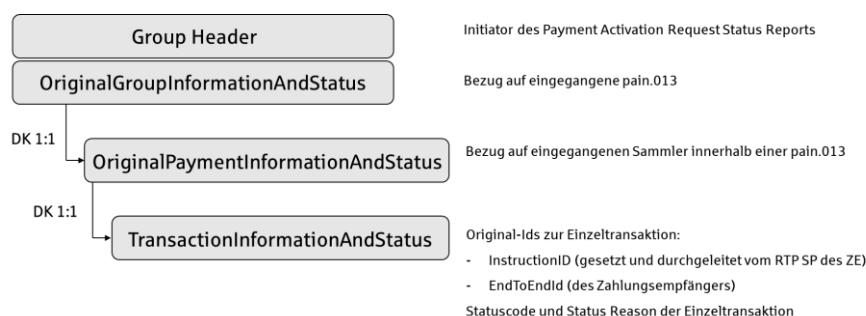 Group Header
Initiator des Payment Activation Request Status Reports
OriginalGroupInformationAndStatus
Bezug auf eingegangene pain.013
DK 1:1
OriginalPaymentInformationAndStatus
Bezug auf eingegangenen Sammler innerhalb einer pain.013
DK 1:1
TransactionInformationAndStatus
Original-Ids zur Einzeltransaktion:
- InstructionID (gesetzt und durchgeleitet vom RTP SP des ZE)
- EndToEndId (des Zahlungsempfängers)
Statuscode und Status Reason der Einzeltransaktion